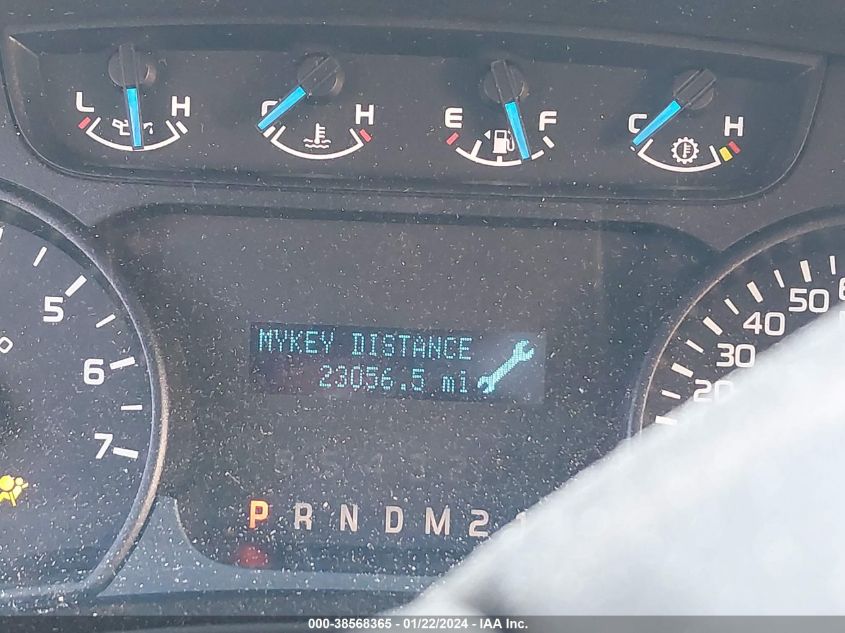 L H
C H
E F
C H
5
6
7
MYKEY DISTANCE
23056.5 mi
20
30
40
50
P R N D M 2 1
000-38568365 - 01/22/2024 - IAA Inc.